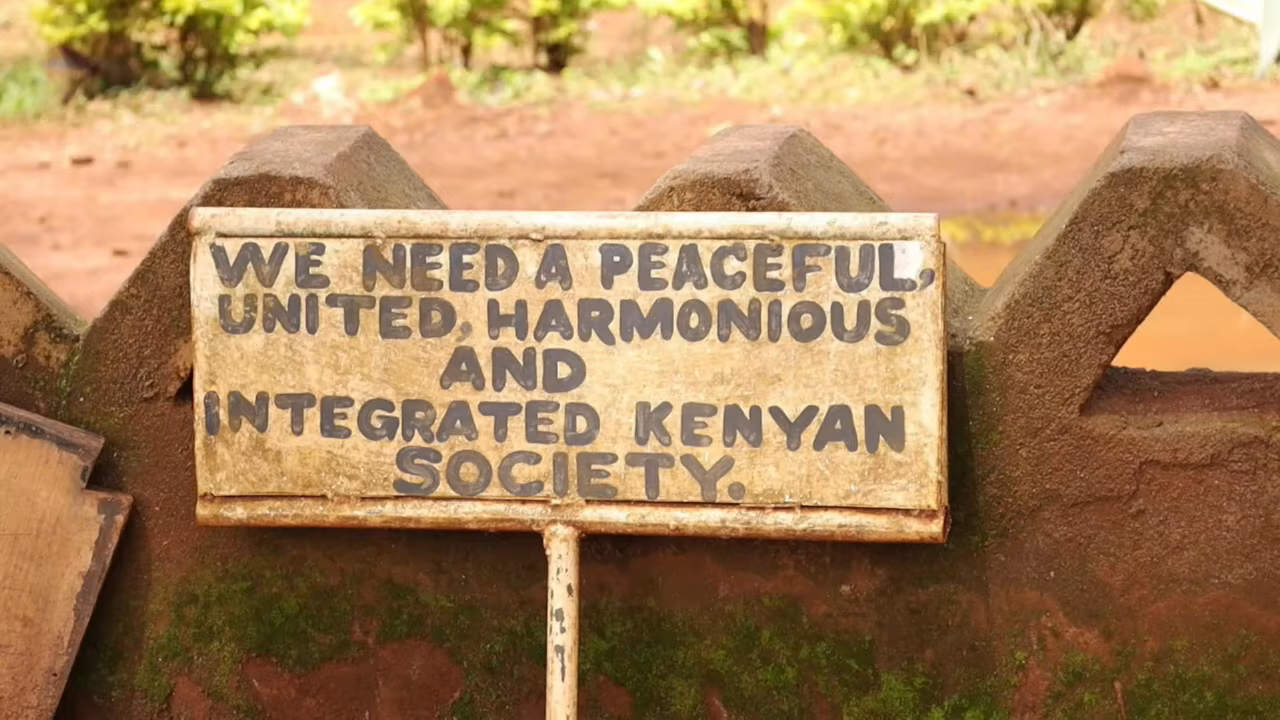 WE NEED A PEACEFUL,
UNITED, HARMONIOUS
AND
INTEGRATED KENYAN
SOCIETY.